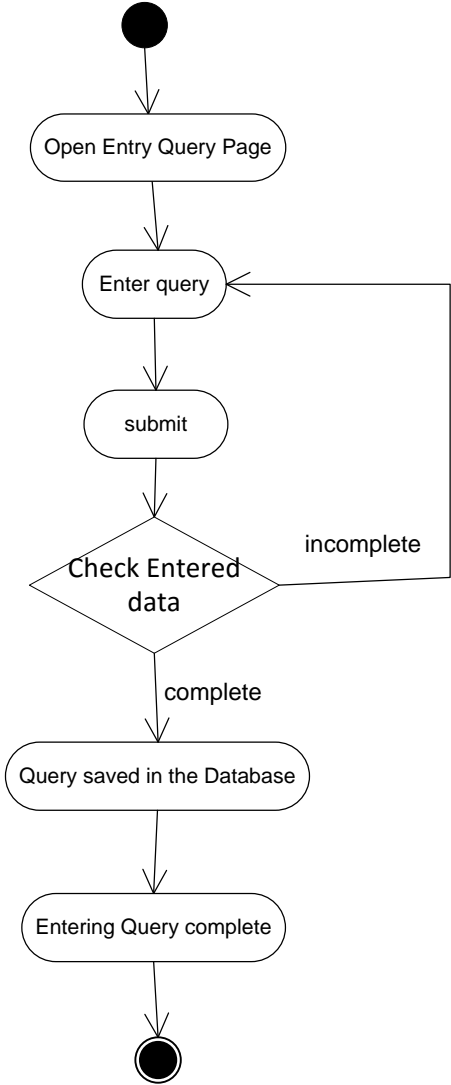 Open Entry Query Page
Enter query
submit
Check Entered
data
incomplete
complete
Query saved in the Database
Entering Query complete